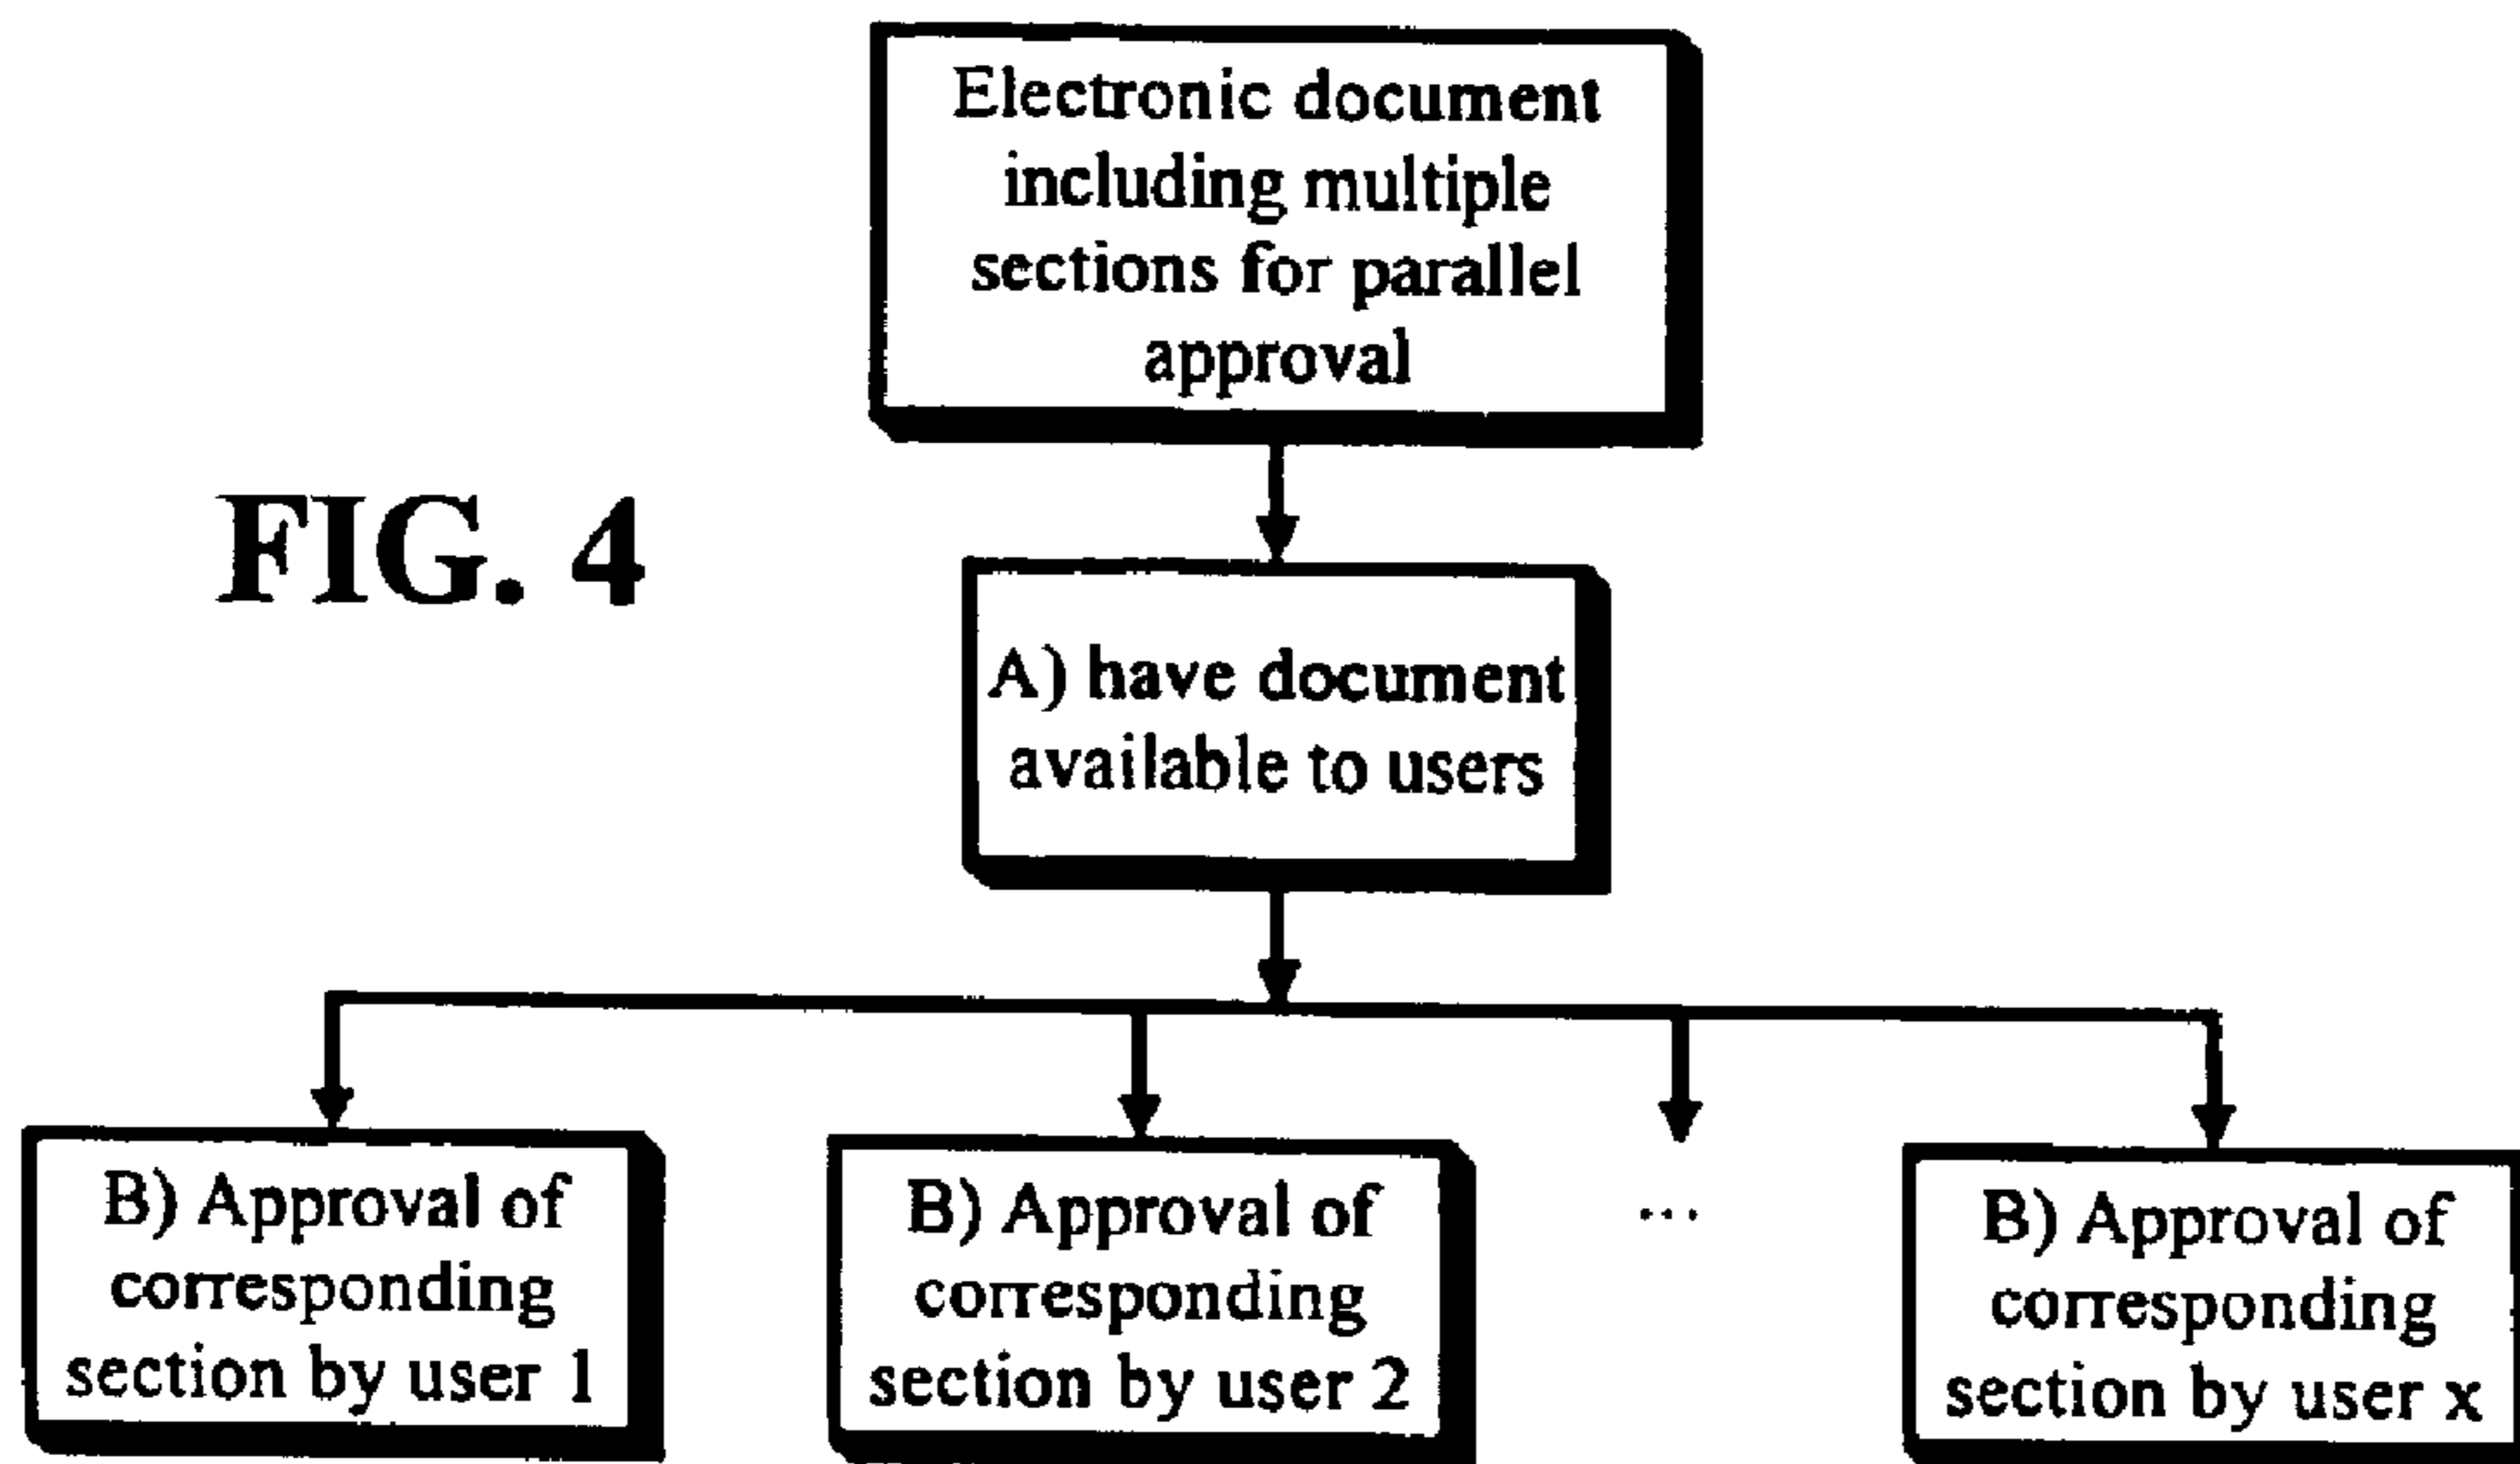 Electronic document
including multiple
sections for parallel
approval
FIG. 4
A) have document
available to users
B) Approval of
corresponding
section by user 1
B) Approval of
corresponding
section by user 2
...
B) Approval of
corresponding
section by user x